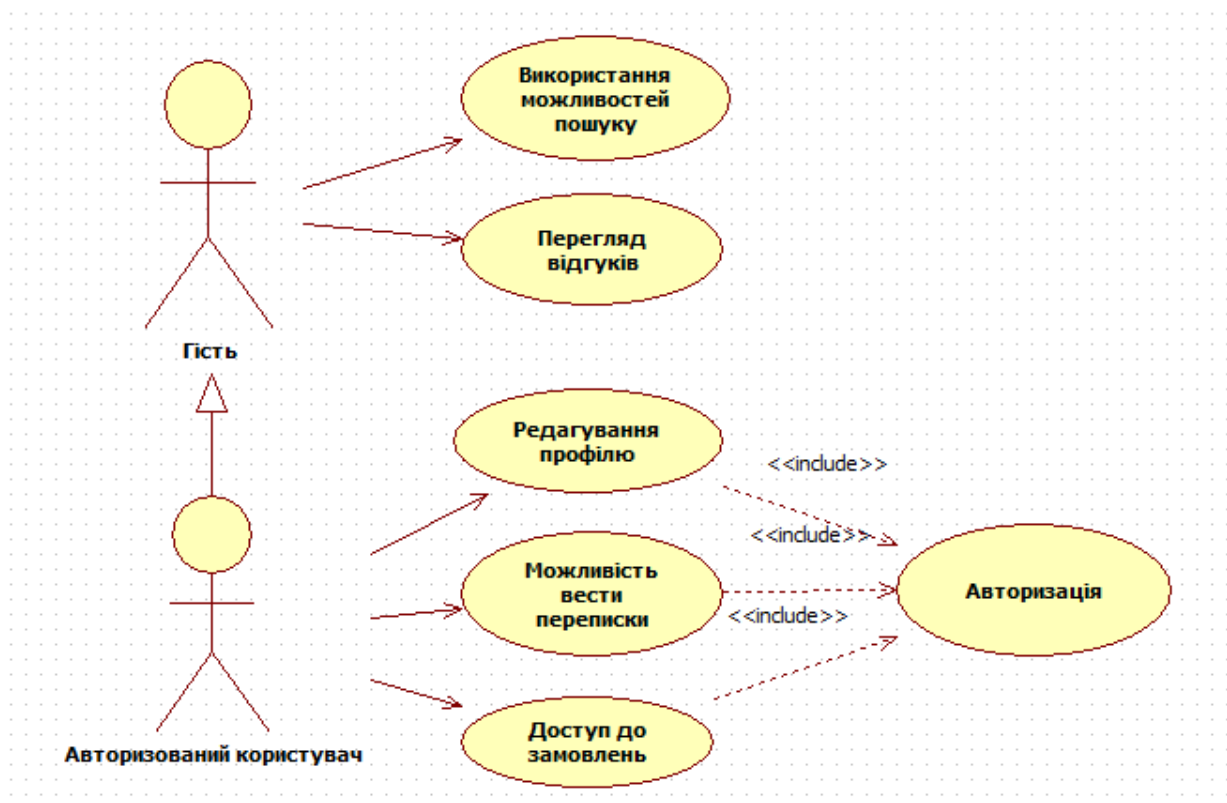 Використання
можливостей
пошуку
Перегляд
відгуків
Гість
Редагування
профілю
<<include>>
<<include>>
Можливість
вести
переписки
Авторизація
<<include>>
Доступ до
замовлень
Авторизований користувач